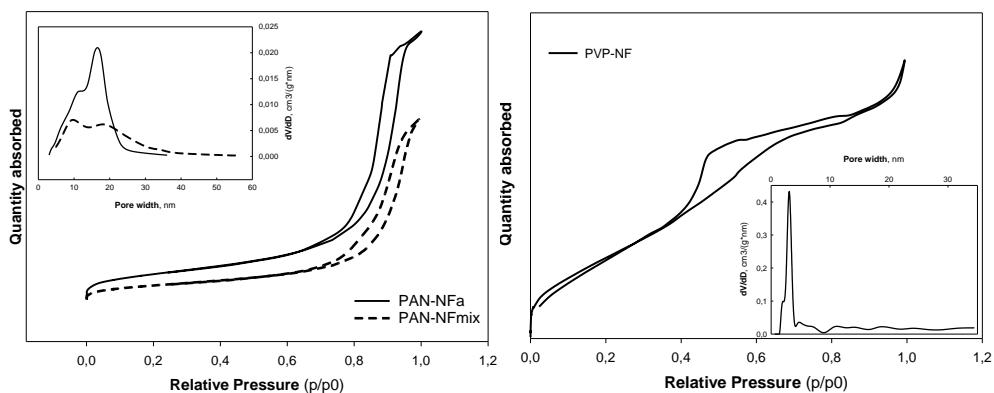 0,025
0,020
0,015
0,010
0,005
0,000
dV/dD, cm3/(g*nm)
0 10 20 30 40 50 60
Pore width, nm
Quantity absorbed
PAN-NFa
PAN-NFmix
0,0 0,2 0,4 0,6 0,8 1,0 1,2
Relative Pressure (p/p0)
PVP-NF
Quantity absorbed
Pore width, nm
0 10 20 30
0,4
0,3
0,2
0,1
0,0
dV/dD, cm3/(g*nm)
0,0 0,2 0,4 0,6 0,8 1,0 1,2
Relative Pressure (p/p0)